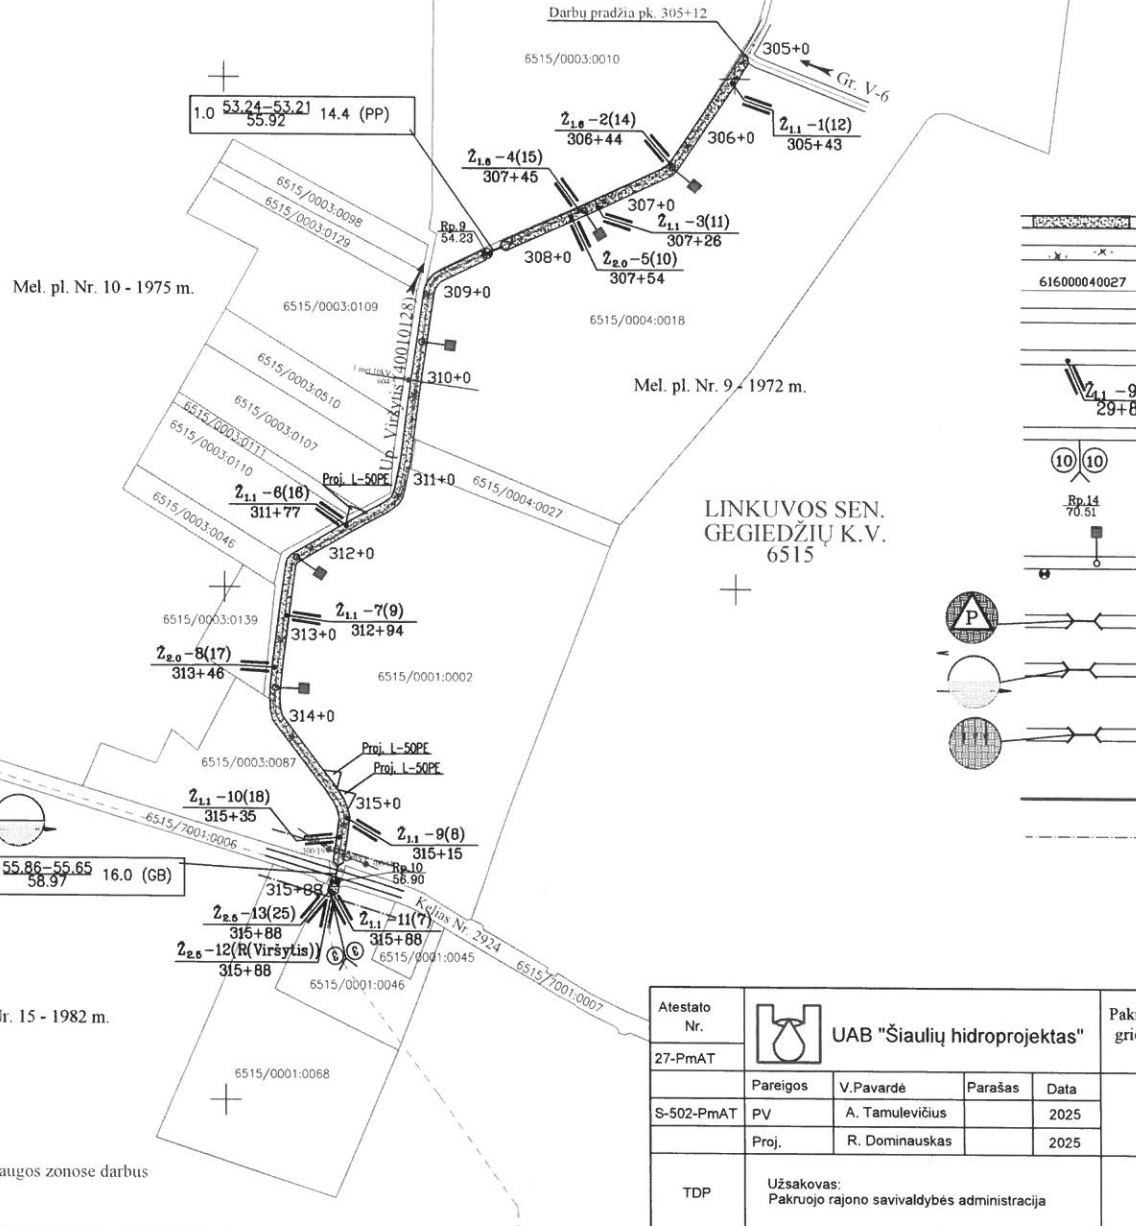 Darbų pradžia pk. 305+12
305+0
6515/0003:0010
Gr. V-6
1.0 53.24-53.21 14.4 (PP)
55.92
Ž1.6 -2(14)
306+44
306+0
Ž1.1 -1(12)
305+43
Ž1.6 -4(15)
307+45
307+0
Ž1.1 -3(11)
307+26
6515/0003:0098
6515/0003:0129
Rp.9
54.23
308+0
Ž2.0 -5(10)
307+54
Mel. pl. Nr. 10 - 1975 m.
309+0
6515/0003:0109
6515/0004:0018
616000040027
Up. Viršytis(40010128)
310+0
6515/0003:0510
Mel. pl. Nr. 9 - 1972 m.
Ž1.1 -9
29+8
6515/0003:0107
6515/0003:0111
6515/0003:0110
Proj. L-50PE
311+0
6515/0004:0027
10 10
Ž1.1 -6(16)
311+77
6515/0003:0046
LINKUVOS SEN.
GEGIEDŽIŲ K.V.
6515
Rp.14
70.51
312+0
6515/0003:0139
Ž1.1 -7(9)
312+94
313+0
P
Ž2.0 -8(17)
313+46
6515/0001:0002
314+0
6515/0003:0087
Proj. L-50PE
Proj. L-50PE
Ž1.1 -10(18)
315+35
315+0
6515/7001:0006
Ž1.1 -9(8)
315+15
Rp.10
56.90
55.86-55.65 16.0 (GB)
58.97
315+88
Ž2.5 -13(25)
315+88
Ž1.1 -11(7)
315+88
Kelias Nr. 2924
Ž2.5 -12(R(Viršytis))
315+88
6515/0001:0045
6515/7001:0007
6515/0001:0046
Nr. 15 - 1982 m.
6515/0001:0068
augos zonose darbus
Atestato
Nr.
27-PmAT
UAB "Šiaulių hidroprojektas"
Pareigos V.Pavardė Parašas Data
S-502-PmAT PV A. Tamulevičius 2025
Proj. R. Dominauskas 2025
TDP
Užsakovas:
Pakruojo rajono savivaldybės administracija